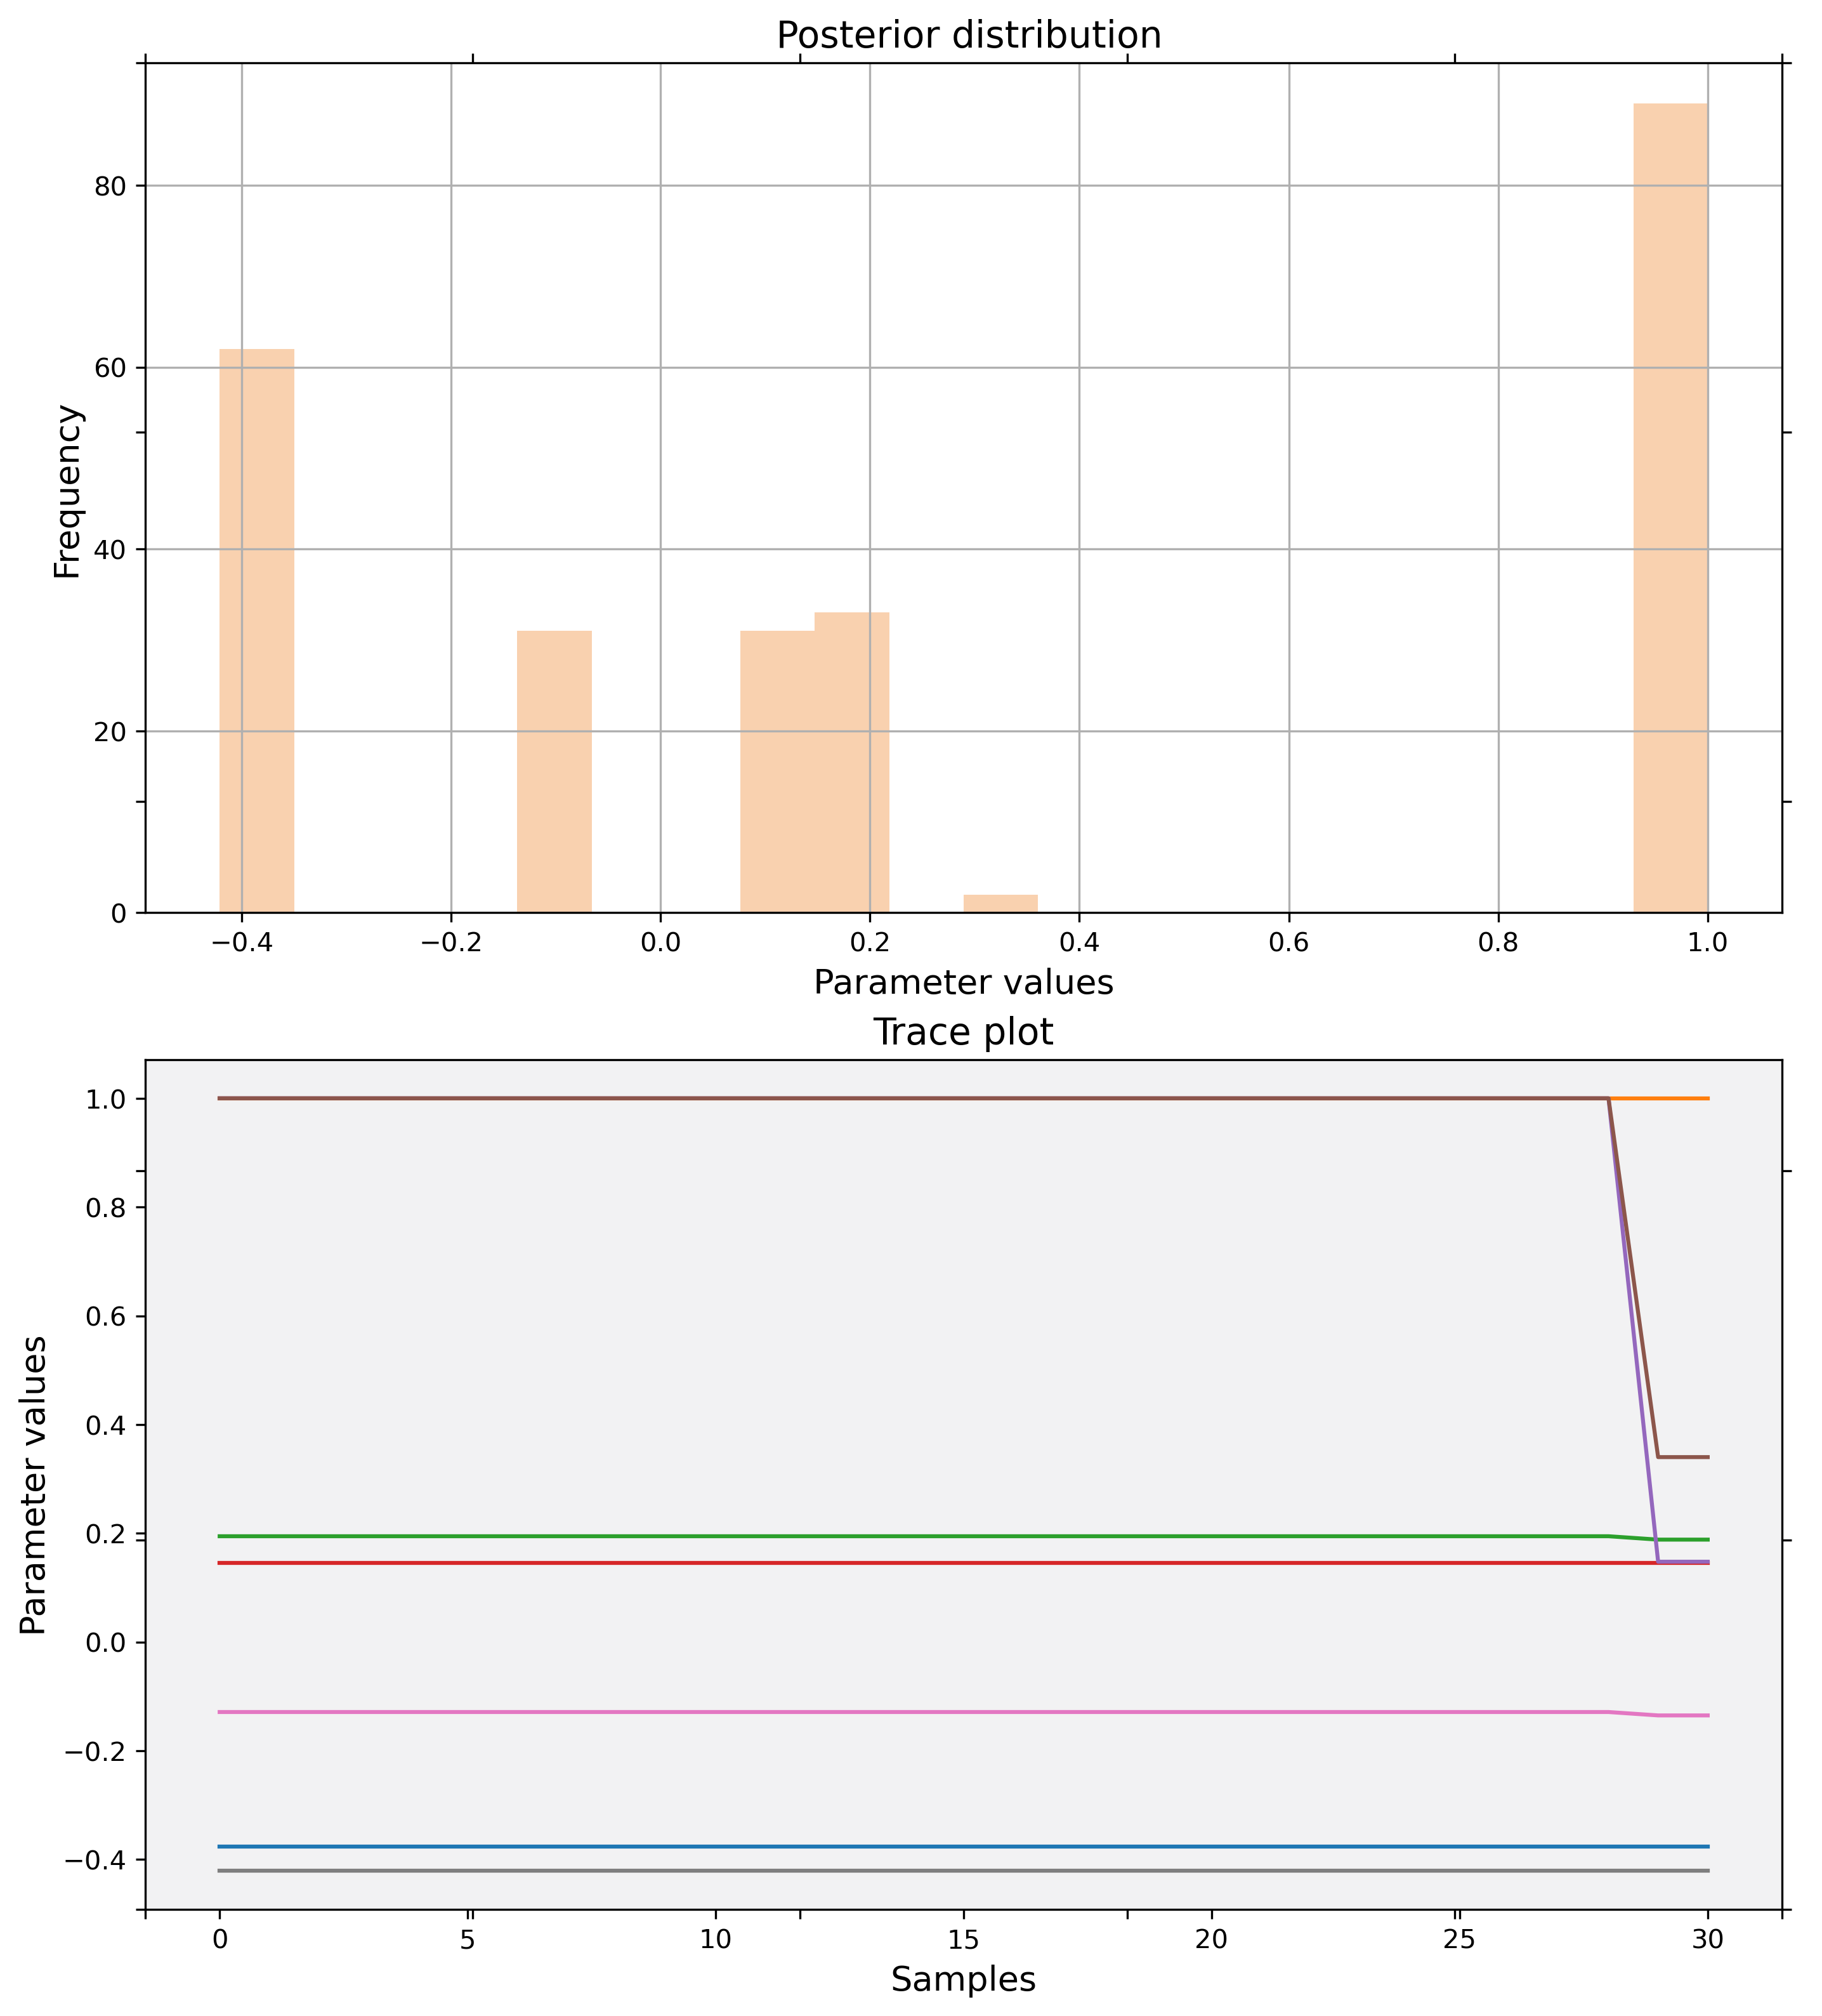 Posterior distribution
80
60
40
20
0
Frequency
−0.4 −0.2 0.0 0.2 0.4 0.6 0.8 1.0
Parameter values
Trace plot
1.0
0.8
0.6
0.4
0.2
0.0
−0.2
−0.4
Parameter values
0 5 10 15 20 25 30
Samples